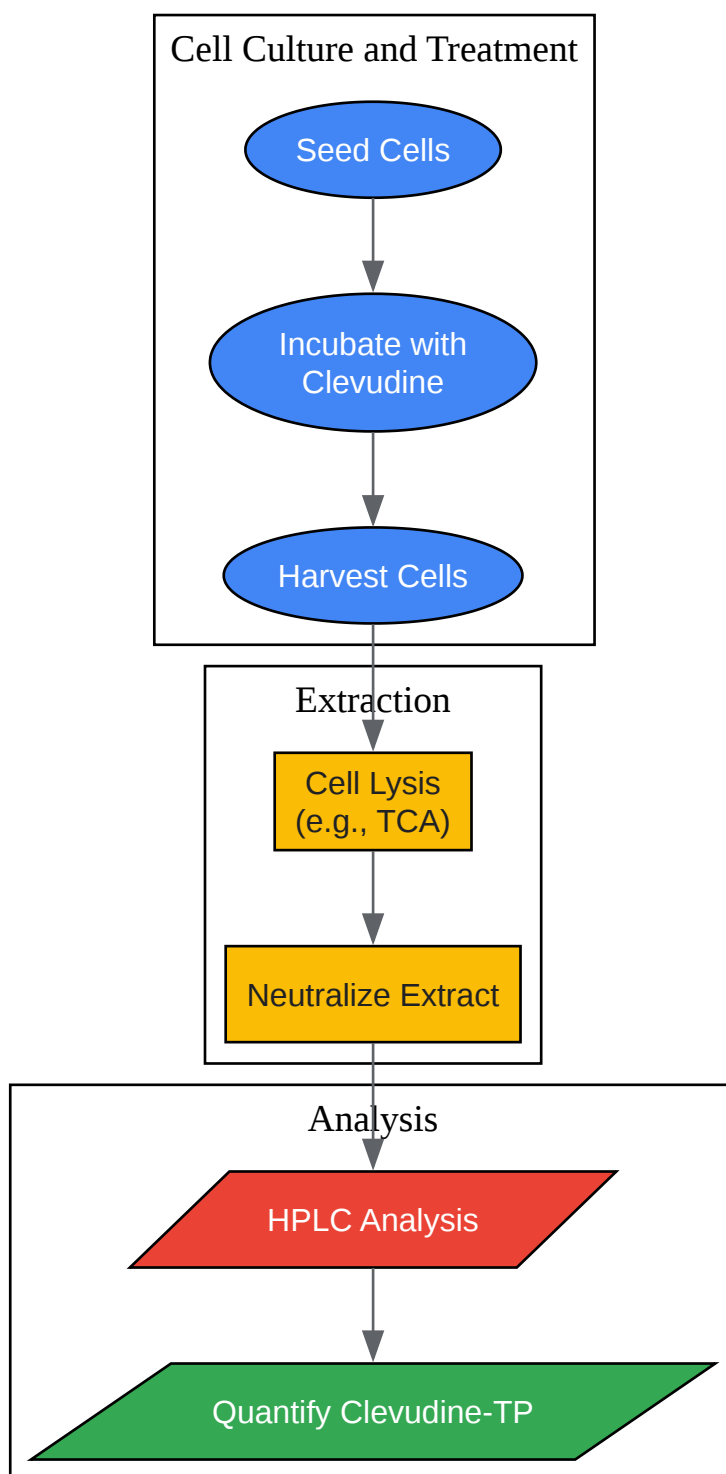 Cell Culture and Treatment
Seed Cells
Incubate with
Clevudine
Harvest Cells
Extraction
Cell Lysis
(e.g., TCA)
Neutralize Extract
Analysis
HPLC Analysis
Quantify Clevudine-TP